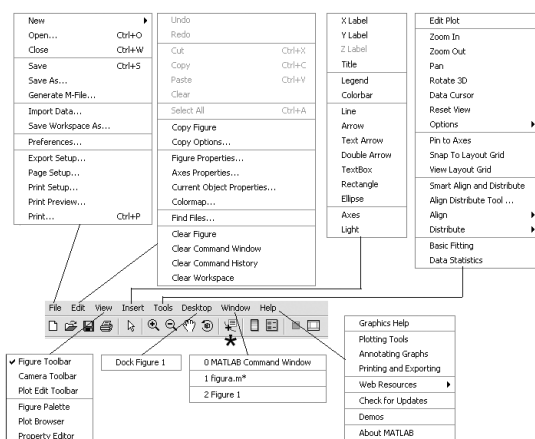 New
Open... Ctrl+O
Close Ctrl+W
Save Ctrl+S
Save As...
Generate M-File...
Import Data...
Save Workspace As...
Preferences...
Export Setup...
Page Setup...
Print Setup...
Print Preview...
Print... Ctrl+P
Undo
Redo
Cut Ctrl+X
Copy Ctrl+C
Paste Ctrl+V
Clear
Select All Ctrl+A
Copy Figure
Copy Options...
Figure Properties...
Axes Properties...
Current Object Properties...
Colormap...
Find Files...
Clear Figure
Clear Command Window
Clear Command History
Clear Workspace
X Label
Y Label
Z Label
Title
Legend
Colorbar
Line
Arrow
Text Arrow
Double Arrow
TextBox
Rectangle
Ellipse
Axes
Light
Edit Plot
Zoom In
Zoom Out
Pan
Rotate 3D
Data Cursor
Reset View
Options
Pin to Axes
Snap To Layout Grid
View Layout Grid
Smart Align and Distribute
Align Distribute Tool ...
Align
Distribute
Basic Fitting
Data Statistics
File Edit View Insert Tools Desktop Window Help
*
Figure Toolbar
Camera Toolbar
Plot Edit Toolbar
Figure Palette
Plot Browser
Property Editor
Dock Figure 1
0 MATLAB Command Window
1 figura.m*
2 Figure 1
Graphics Help
Plotting Tools
Annotating Graphs
Printing and Exporting
Web Resources
Check for Updates
Demos
About MATLAB